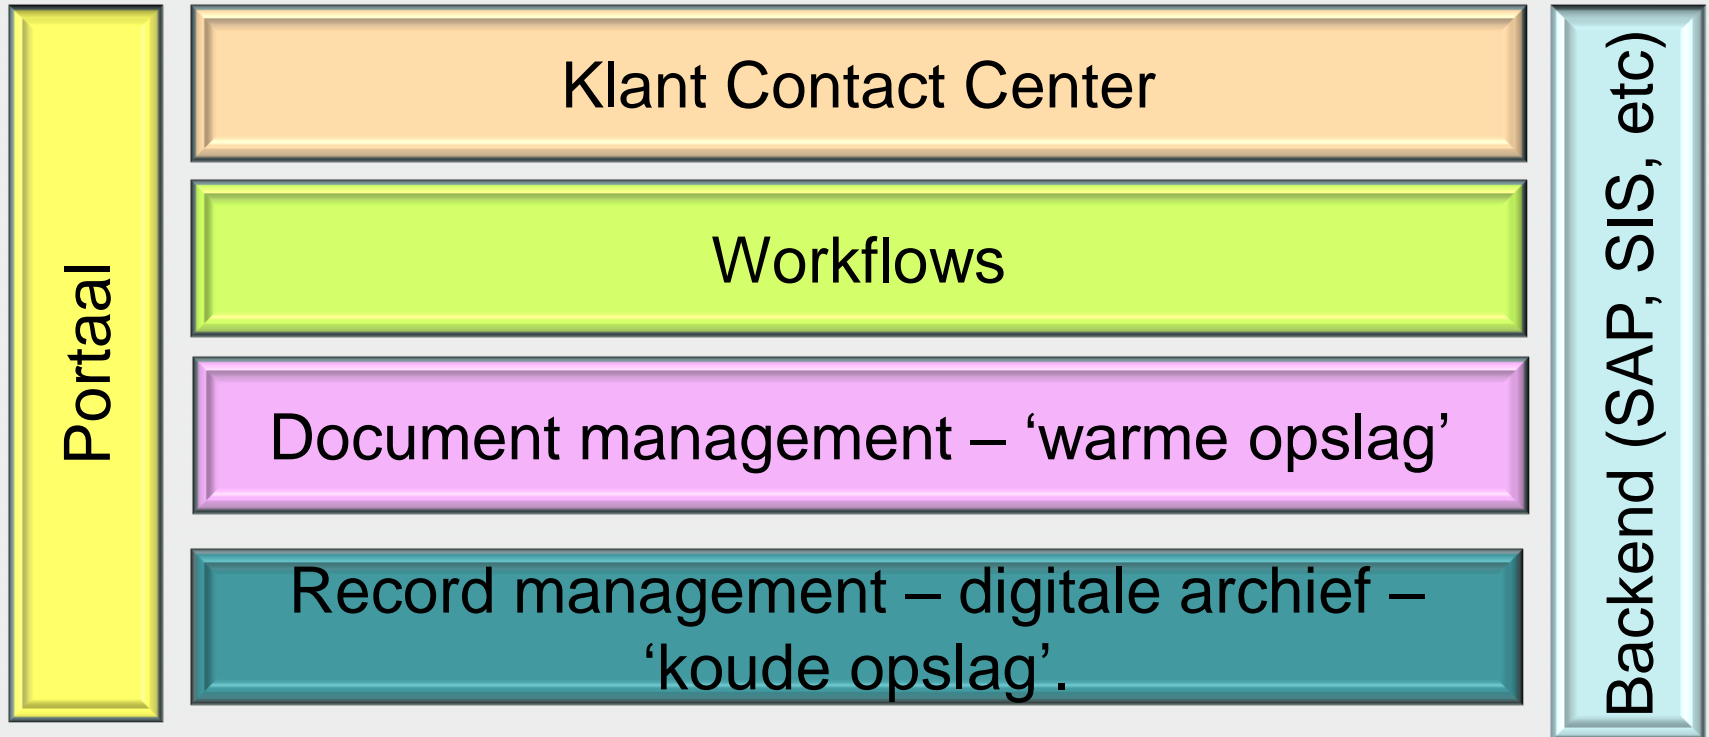 Portaal
Klant Contact Center
Workflows
Document management – ‘warme opslag’
Record management – digitale archief –
‘koude opslag’.
Backend (SAP, SIS, etc)